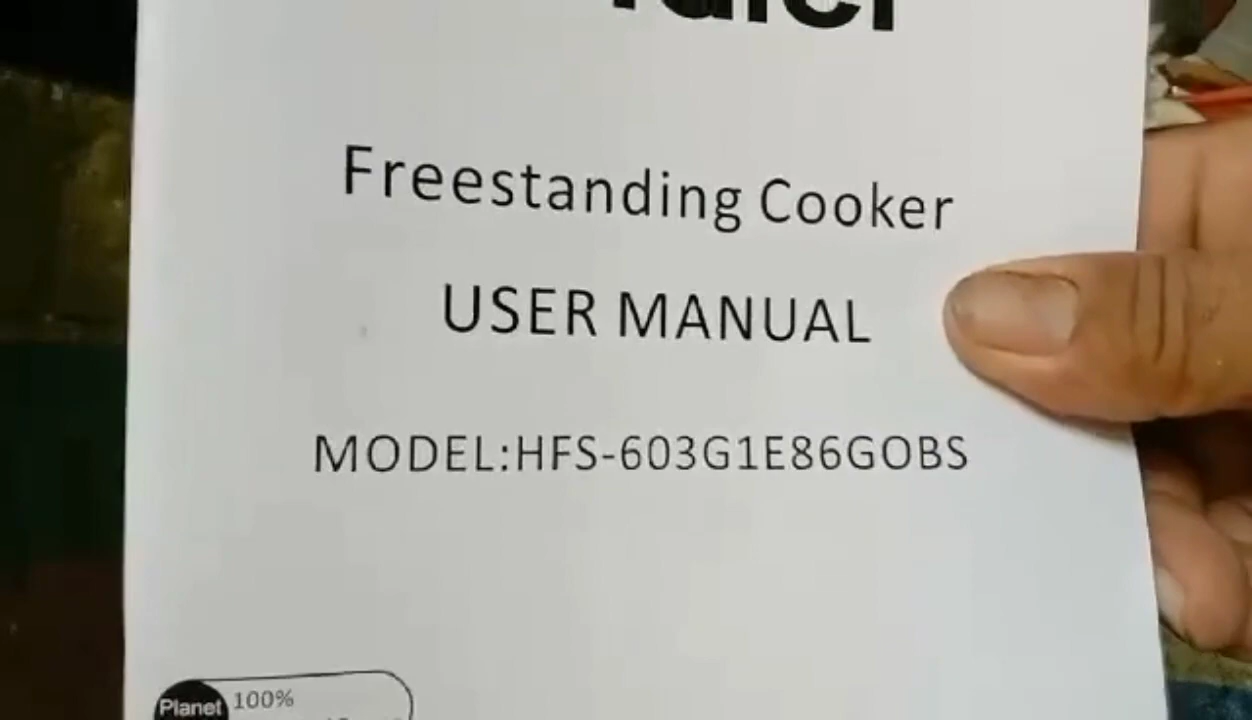 Freestanding Cooker
USER MANUAL
MODEL:HFS-603G1E86GOBS
Planet 100%